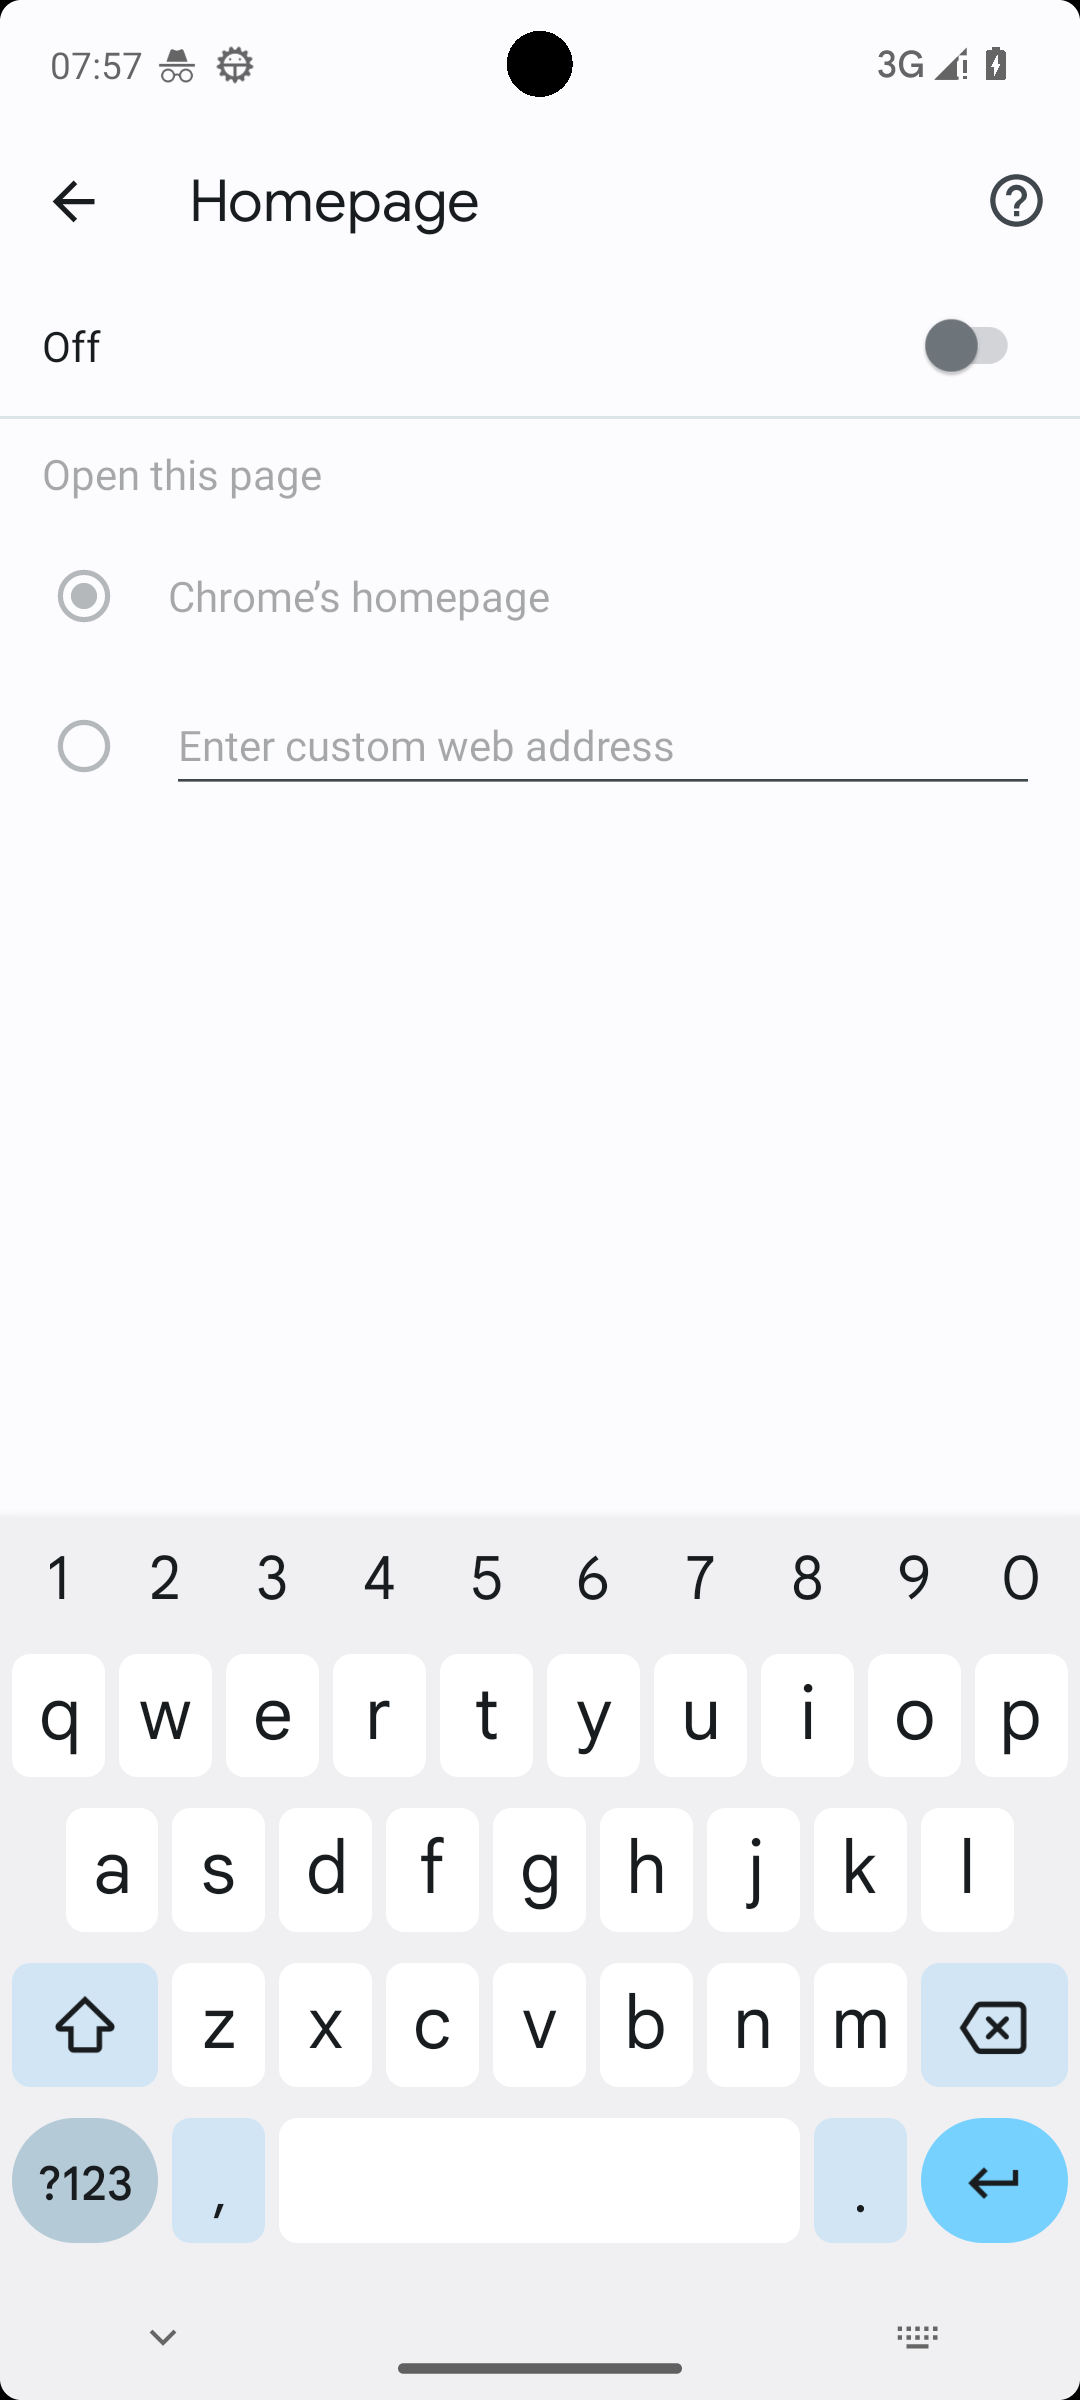 07:57 3G
Homepage
Off
Open this page
Chrome’s homepage
Enter custom web address
1 2 3 4 5 6 7 8 9 0
q w e r t y u i o p
a s d f g h j k l
z x c v b n m
?123 , .